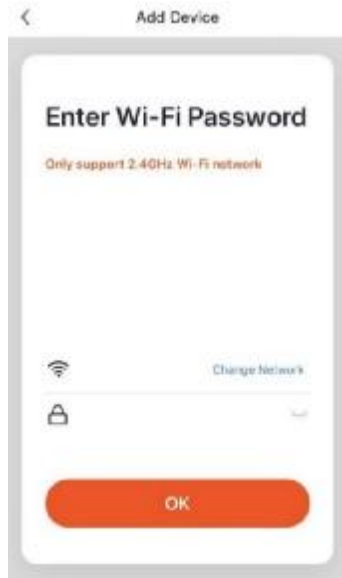 Add Device
Enter Wi-Fi Password
Only support 2.4GHz Wi-Fi network
Change Network
OK